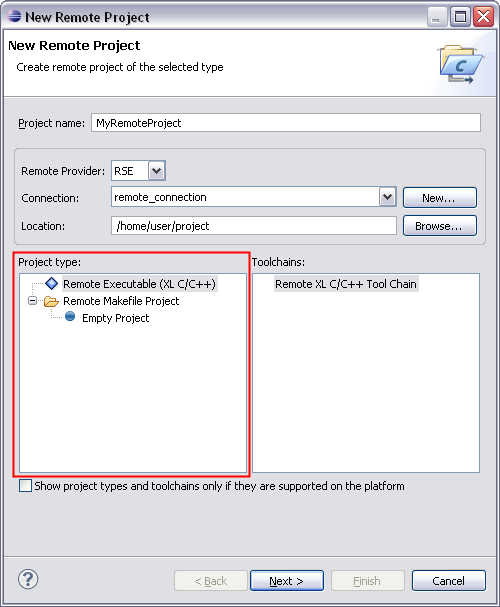 New Remote Project
New Remote Project
Create remote project of the selected type
C
Project name: MyRemoteProject
Remote Provider: RSE
Connection: remote_connection New...
Location: /home/user/project Browse...
Project type: Toolchains:
Remote Executable (XL C/C++) Remote XL C/C++ Tool Chain
Remote Makefile Project
Empty Project
Show project types and toolchains only if they are supported on the platform
? < Back Next > Finish Cancel